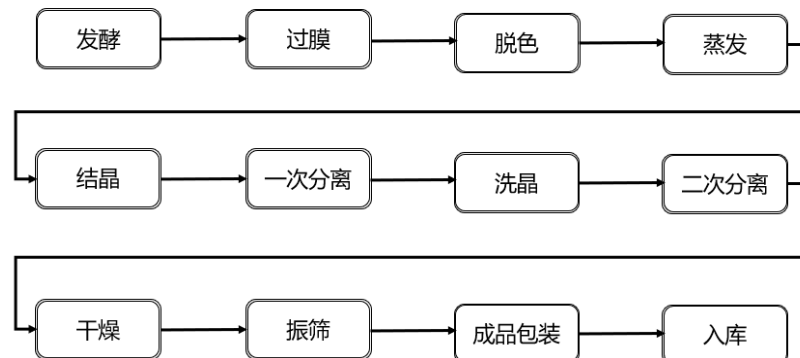 发酵
过膜
脱色
蒸发
结晶
一次分离
洗晶
二次分离
干燥
振筛
成品包装
入库